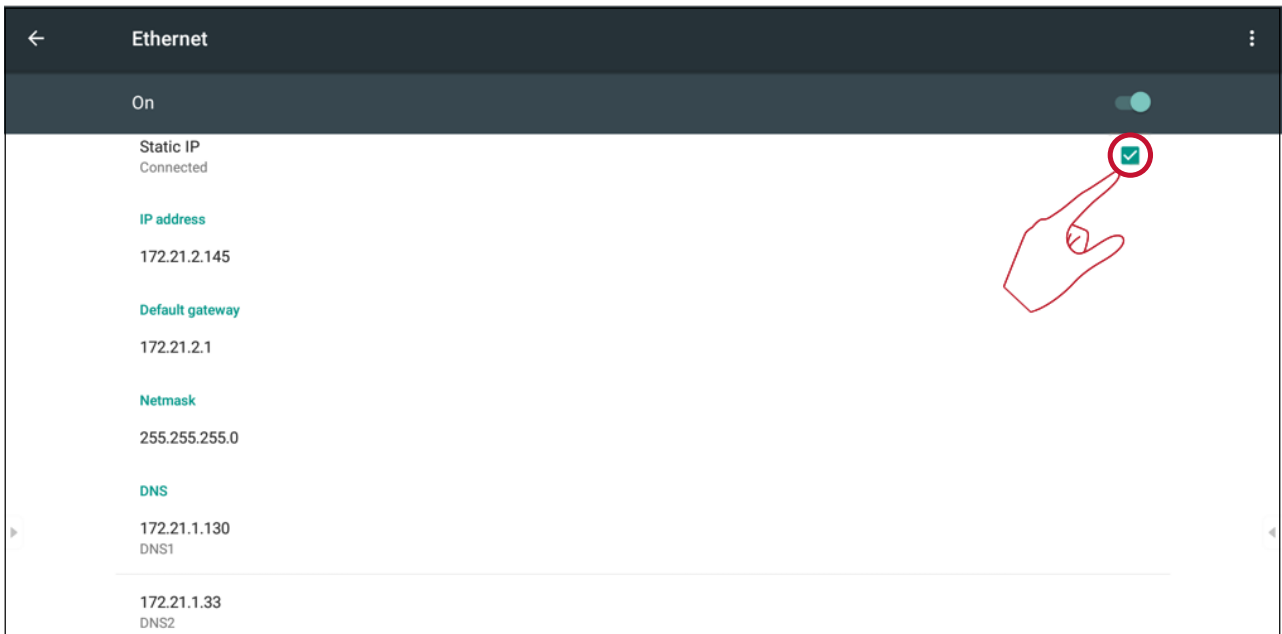 Ethernet
On
Static IP
Connected
IP address
172.21.2.145
Default gateway
172.21.2.1
Netmask
255.255.255.0
DNS
172.21.1.130
DNS1
172.21.1.33
DNS2